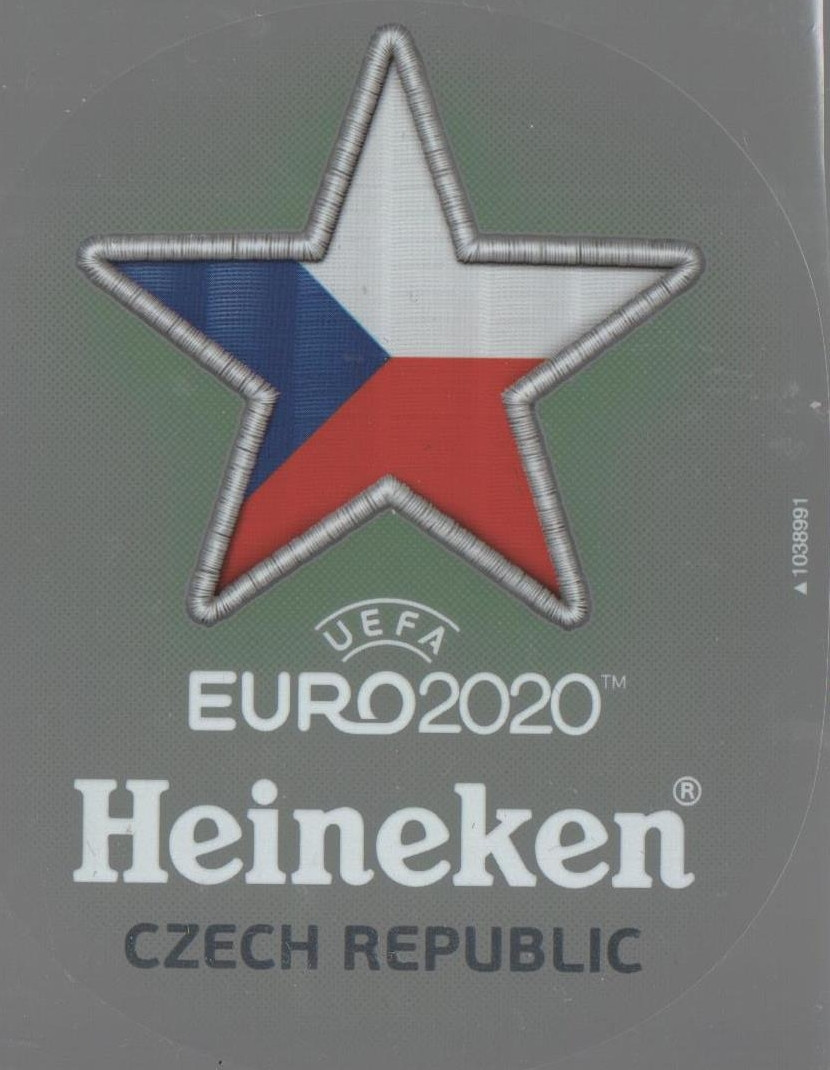 UEFA
EURO2020™
Heineken®
CZECH REPUBLIC
▲1038991